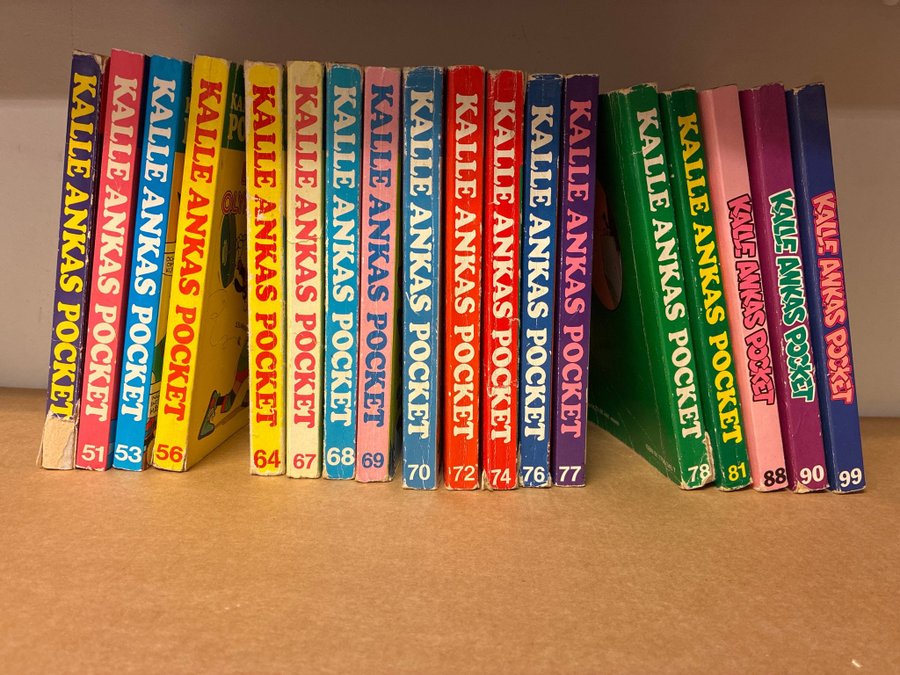 KALLE ANKAS POCKET
KALLE ANKAS POCKET 51
KALLE ANKAS POCKET 53
KALLE ANKAS POCKET 56
KALLE ANKAS POCKET 64
KALLE ANKAS POCKET 67
KALLE ANKAS POCKET 68
KALLE ANKAS POCKET 69
KALLE ANKAS POCKET 70
KALLE ANKAS POCKET 72
KALLE ANKAS POCKET 74
KALLE ANKAS POCKET 76
KALLE ANKAS POCKET 77
KALLE ANKAS POCKET 78
KALLE ANKAS POCKET 81
KALLE ANKAS POCKET 88
KALLE ANKAS POCKET 90
KALLE ANKAS POCKET 99